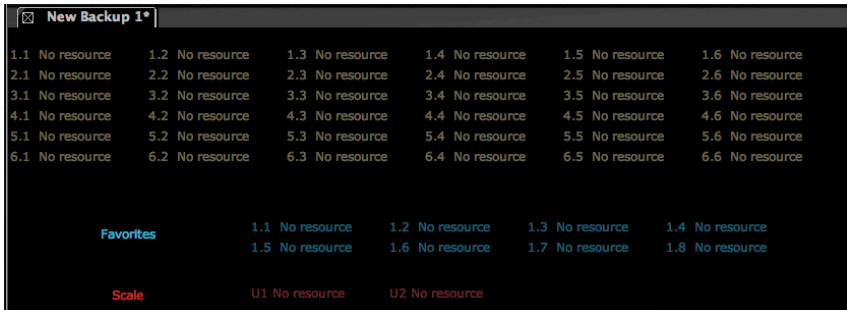 New Backup 1*
1.1 No resource 1.2 No resource 1.3 No resource 1.4 No resource 1.5 No resource 1.6 No resource
2.1 No resource 2.2 No resource 2.3 No resource 2.4 No resource 2.5 No resource 2.6 No resource
3.1 No resource 3.2 No resource 3.3 No resource 3.4 No resource 3.5 No resource 3.6 No resource
4.1 No resource 4.2 No resource 4.3 No resource 4.4 No resource 4.5 No resource 4.6 No resource
5.1 No resource 5.2 No resource 5.3 No resource 5.4 No resource 5.5 No resource 5.6 No resource
6.1 No resource 6.2 No resource 6.3 No resource 6.4 No resource 6.5 No resource 6.6 No resource
Favorites
1.1 No resource 1.2 No resource 1.3 No resource 1.4 No resource
1.5 No resource 1.6 No resource 1.7 No resource 1.8 No resource
Scale U1 No resource U2 No resource